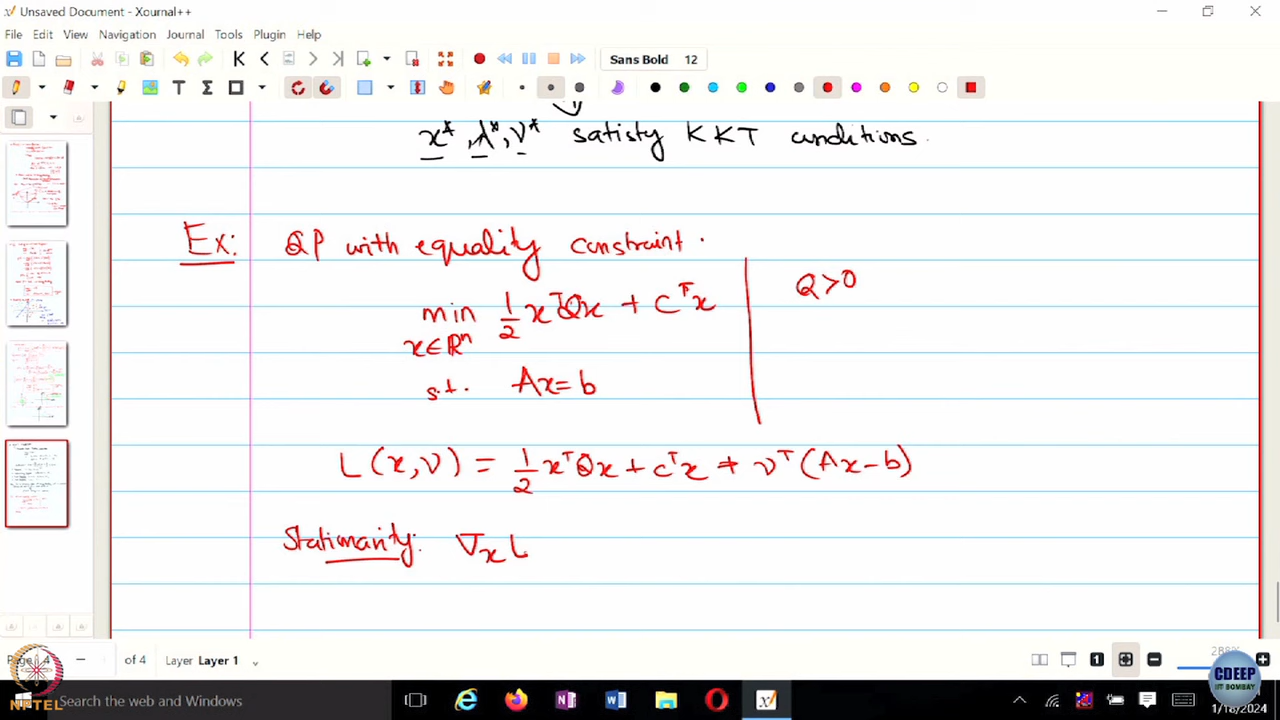 Unsaved Document - Xournal++
File Edit View Navigation Journal Tools Plugin Help
Sans Bold 12
x*, λ*, ν* satisfy KKT conditions.
Ex: QP with equality constraint.
min 1/2 xᵀQx + cᵀx
x∈ℝⁿ
s.t. Ax=b
Q>0
L(x,ν) = 1/2 xᵀQx + cᵀx + νᵀ(Ax-b)
Stationarity: ∇ₓL
Page 4 of 4 Layer Layer 1
288%
NPTEL
CDEEP
IIT BOMBAY
Search the web and Windows
1/18/2024